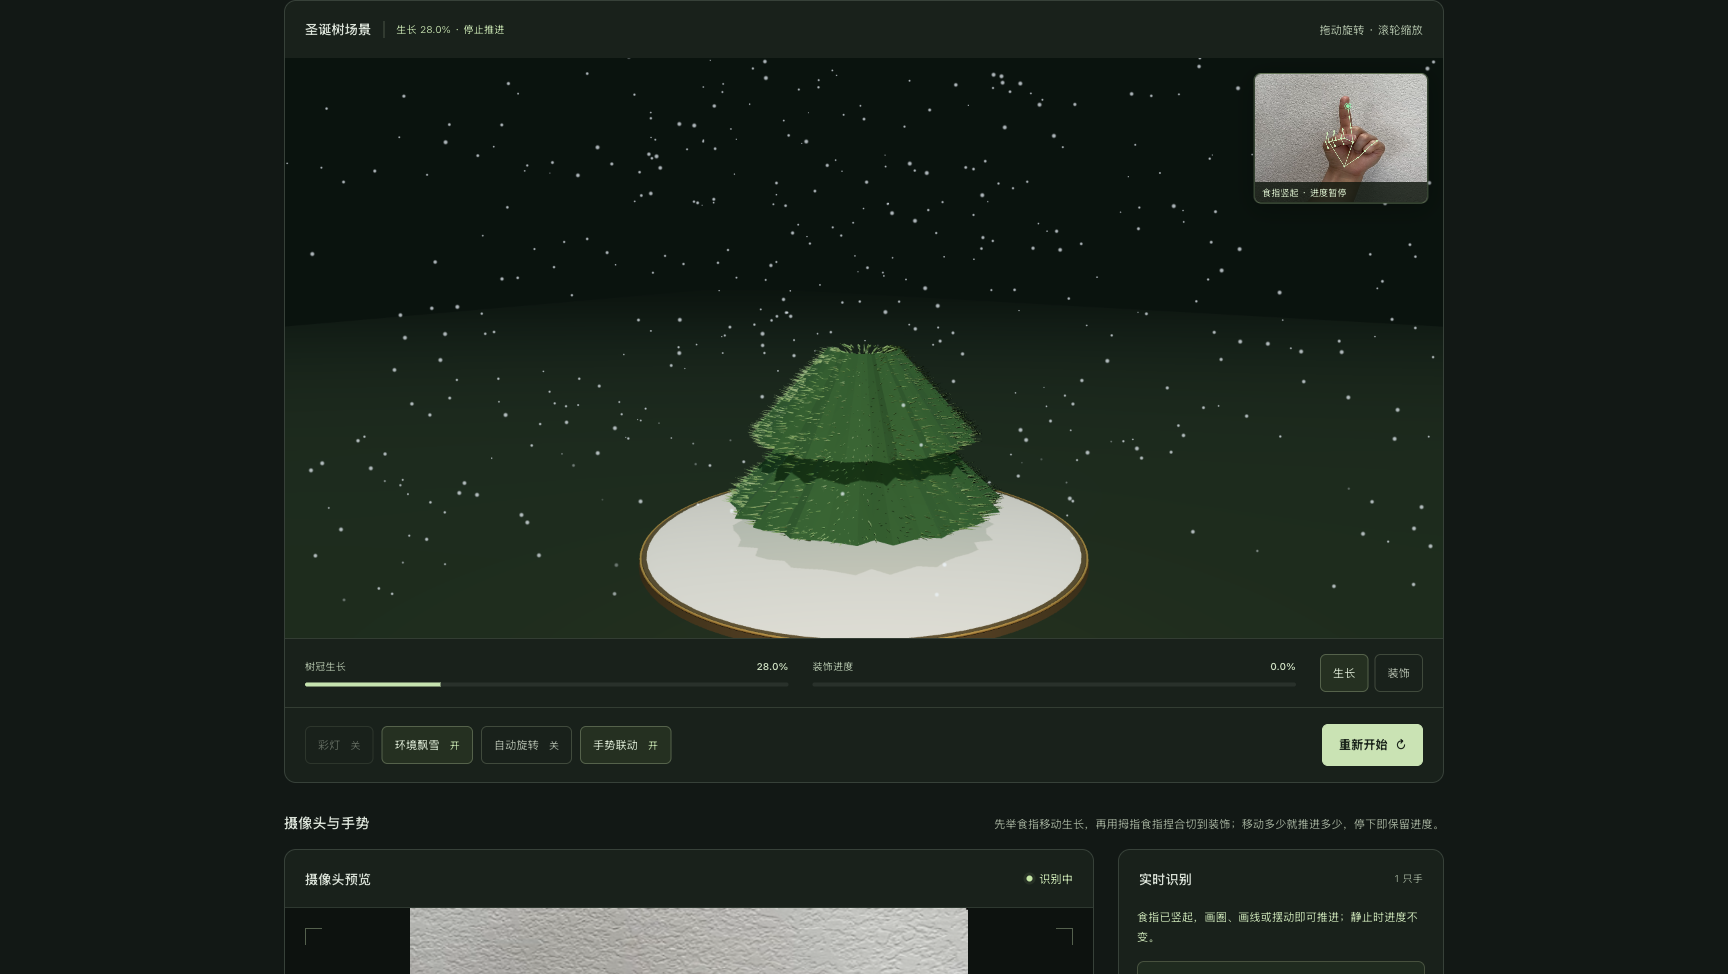 圣诞树场景
生长 28.0% · 停止推进
拖动旋转 · 滚轮缩放
食指竖起 · 进度暂停
树冠生长
28.0%
装饰进度
0.0%
生长
装饰
彩灯 关
环境飘雪 开
自动旋转 关
手势联动 开
重新开始
摄像头与手势
先举食指移动生长，再用拇指食指捏合切到装饰；移动多少就推进多少，停下即保留进度。
摄像头预览
识别中
实时识别
1 只手
食指已竖起，画圈、画线或摆动即可推进；静止时进度不
变。